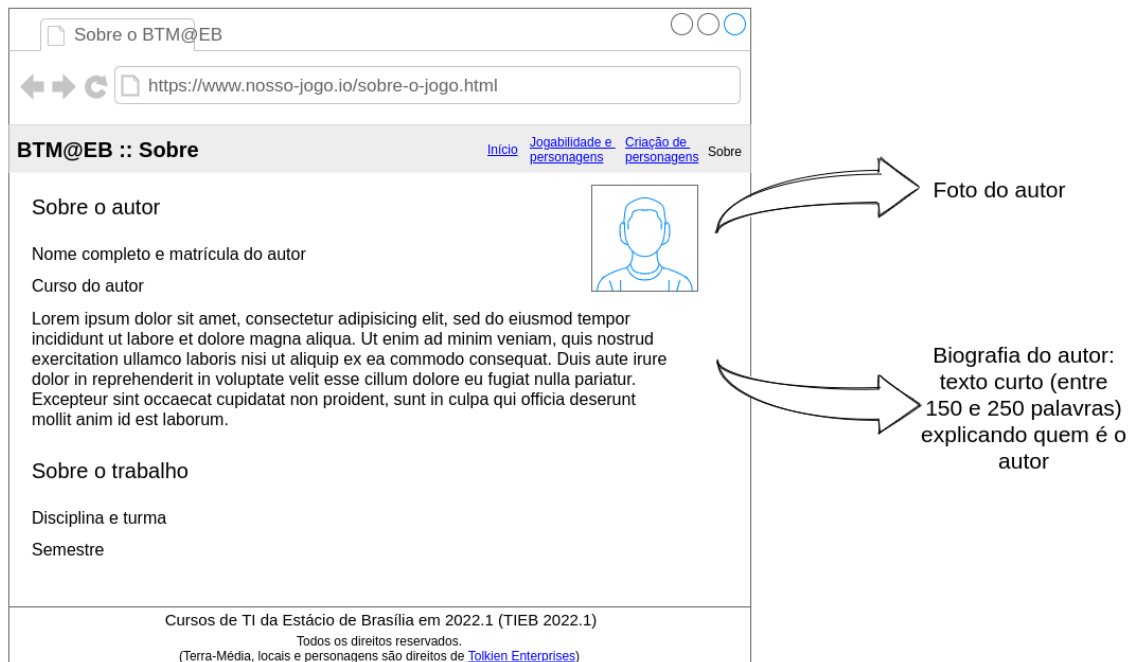 Sobre o BTM@EB
https://www.nosso-jogo.io/sobre-o-jogo.html
BTM@EB :: Sobre
Início
Jogabilidade e
personagens
Criação de
personagens
Sobre
Sobre o autor
Nome completo e matrícula do autor
Curso do autor
Lorem ipsum dolor sit amet, consectetur adipisicing elit, sed do eiusmod tempor
incididunt ut labore et dolore magna aliqua. Ut enim ad minim veniam, quis nostrud
exercitation ullamco laboris nisi ut aliquip ex ea commodo consequat. Duis aute irure
dolor in reprehenderit in voluptate velit esse cillum dolore eu fugiat nulla pariatur.
Excepteur sint occaecat cupidatat non proident, sunt in culpa qui officia deserunt
mollit anim id est laborum.
Sobre o trabalho
Disciplina e turma
Semestre
Cursos de TI da Estácio de Brasília em 2022.1 (TIEB 2022.1)
Todos os direitos reservados.
(Terra-Média, locais e personagens são direitos de Tolkien Enterprises)
Foto do autor
Biografia do autor:
texto curto (entre
150 e 250 palavras)
explicando quem é o
autor